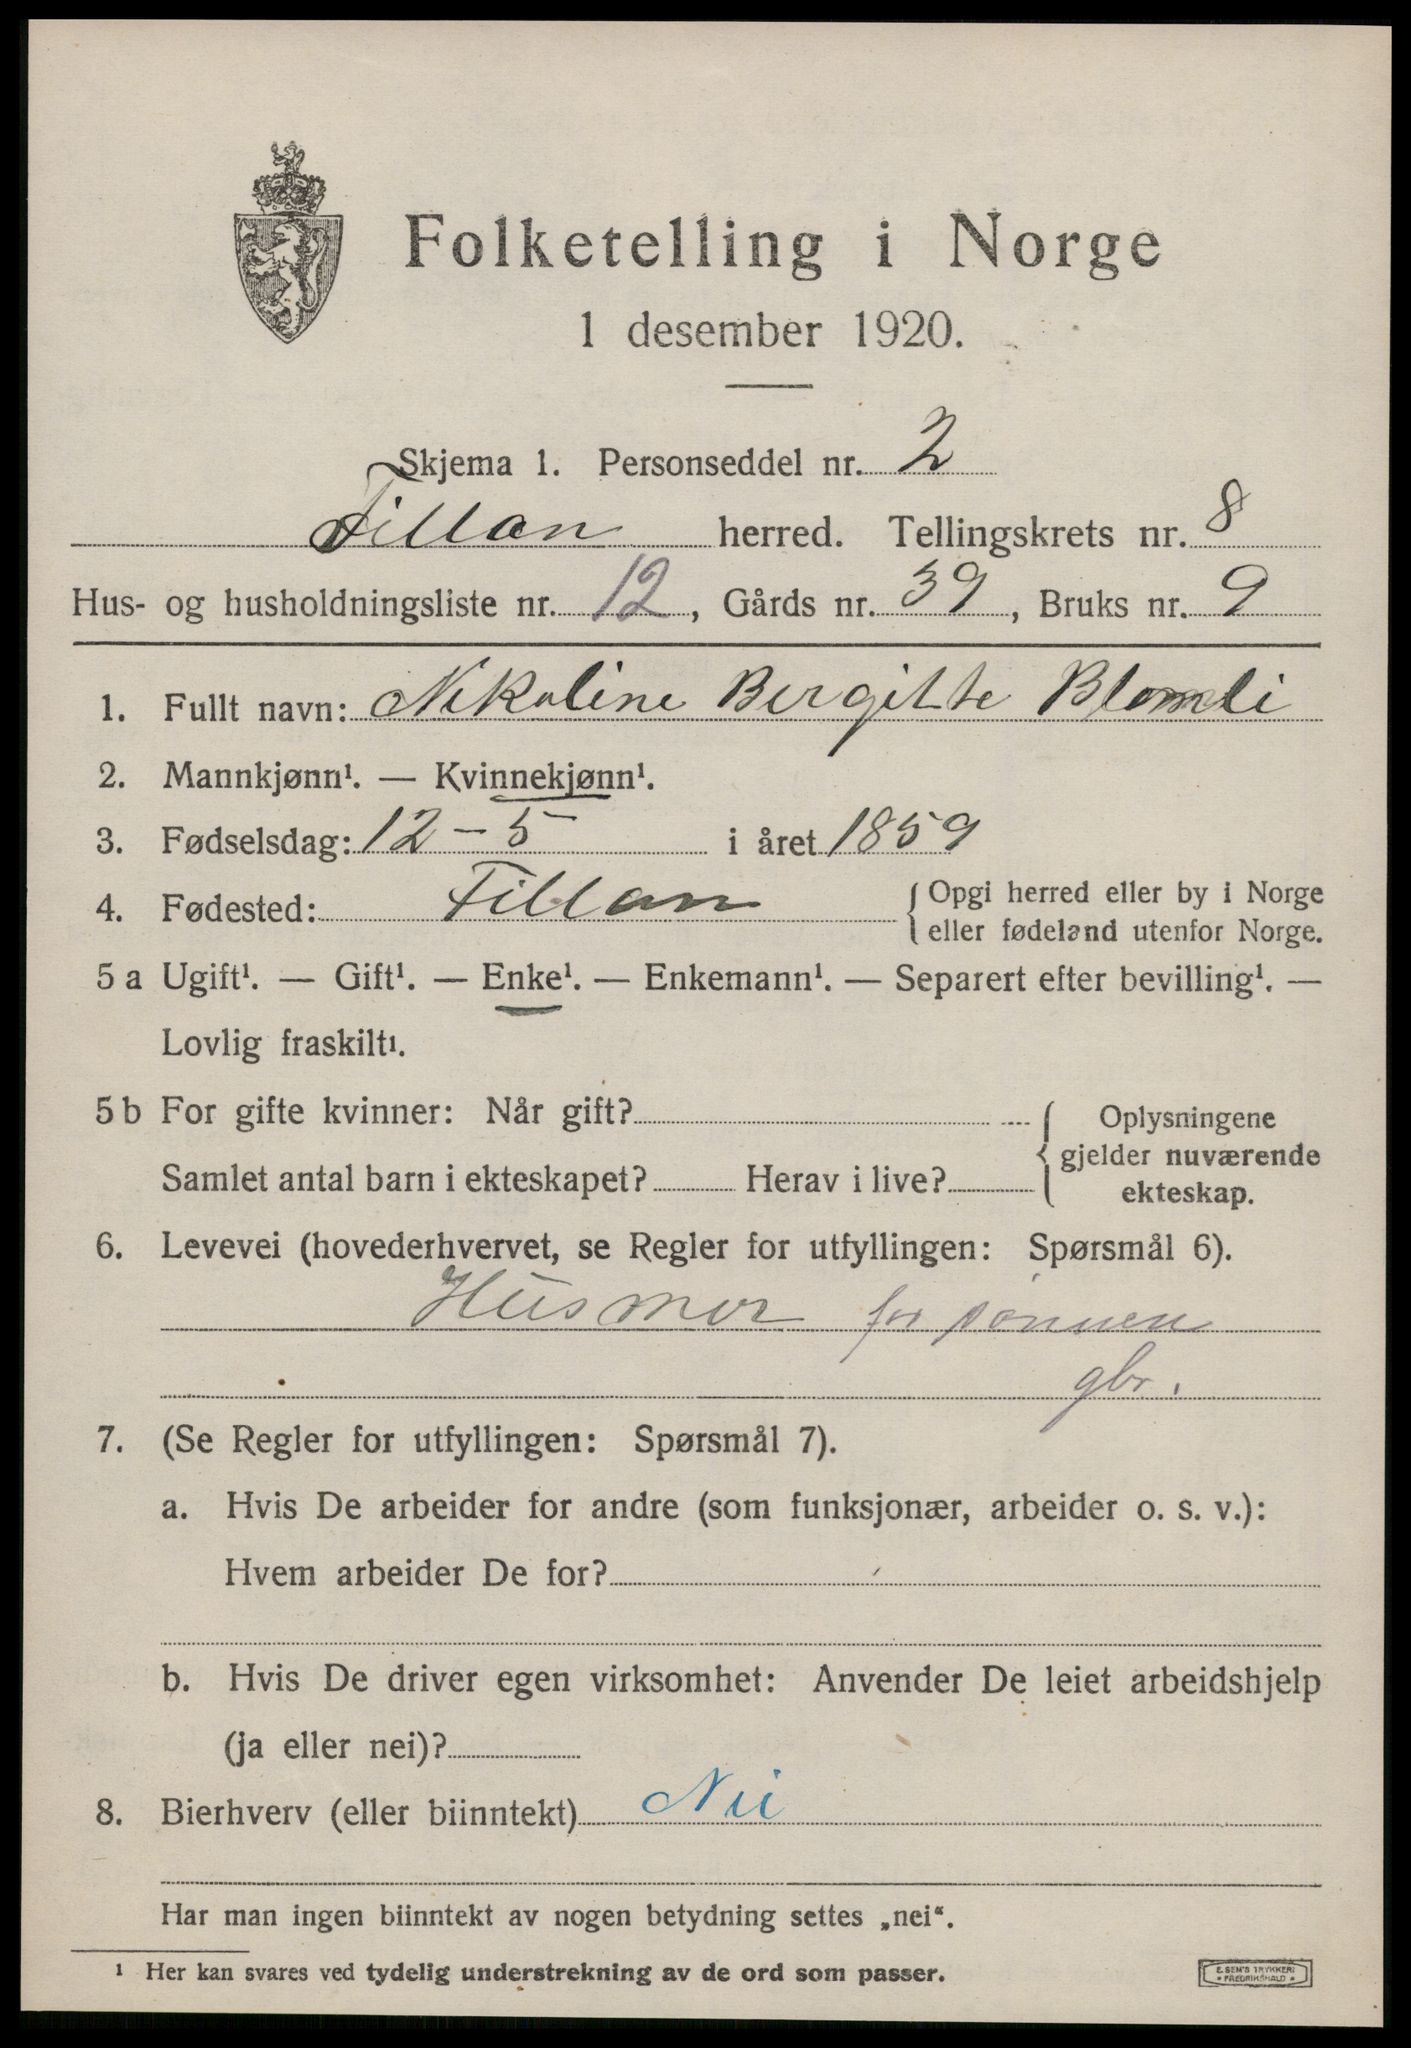 Folketelling i Norge
1 desember 1920.
Skjema 1. Personseddel nr. 2
Fillan herred. Tellingskrets nr. 8
Hus- og husholdningsliste nr. 12, Gårds nr. 39, Bruks nr. 9
1. Fullt navn: Nikoline Bergitte Blomli
2. Mannkjønn¹. — Kvinnekjønn¹.
3. Fødselsdag: 12-5 i året 1859
4. Fødested: Fillan { Opgi herred eller by i Norge
eller fødeland utenfor Norge.
5 a Ugift¹. — Gift¹. — Enke¹. — Enkemann¹. — Separert efter bevilling¹. —
Lovlig fraskilt¹.
5 b For gifte kvinner: Når gift? { Oplysningene
gjelder nuværende
Samlet antal barn i ekteskapet? Herav i live? ekteskap.
6. Levevei (hovederhvervet, se Regler for utfyllingen: Spørsmål 6).
Husmor for sønnen
gbr.
7. (Se Regler for utfyllingen: Spørsmål 7).
a. Hvis De arbeider for andre (som funksjonær, arbeider o. s. v.):
Hvem arbeider De for?
b. Hvis De driver egen virksomhet: Anvender De leiet arbeidshjelp
(ja eller nei)?
8. Bierhverv (eller biinntekt) Nei
Har man ingen biinntekt av nogen betydning settes „nei“.
¹ Her kan svares ved tydelig understrekning av de ord som passer.
E. SEM'S TRYKKERI
• FREDRIKSHALD •